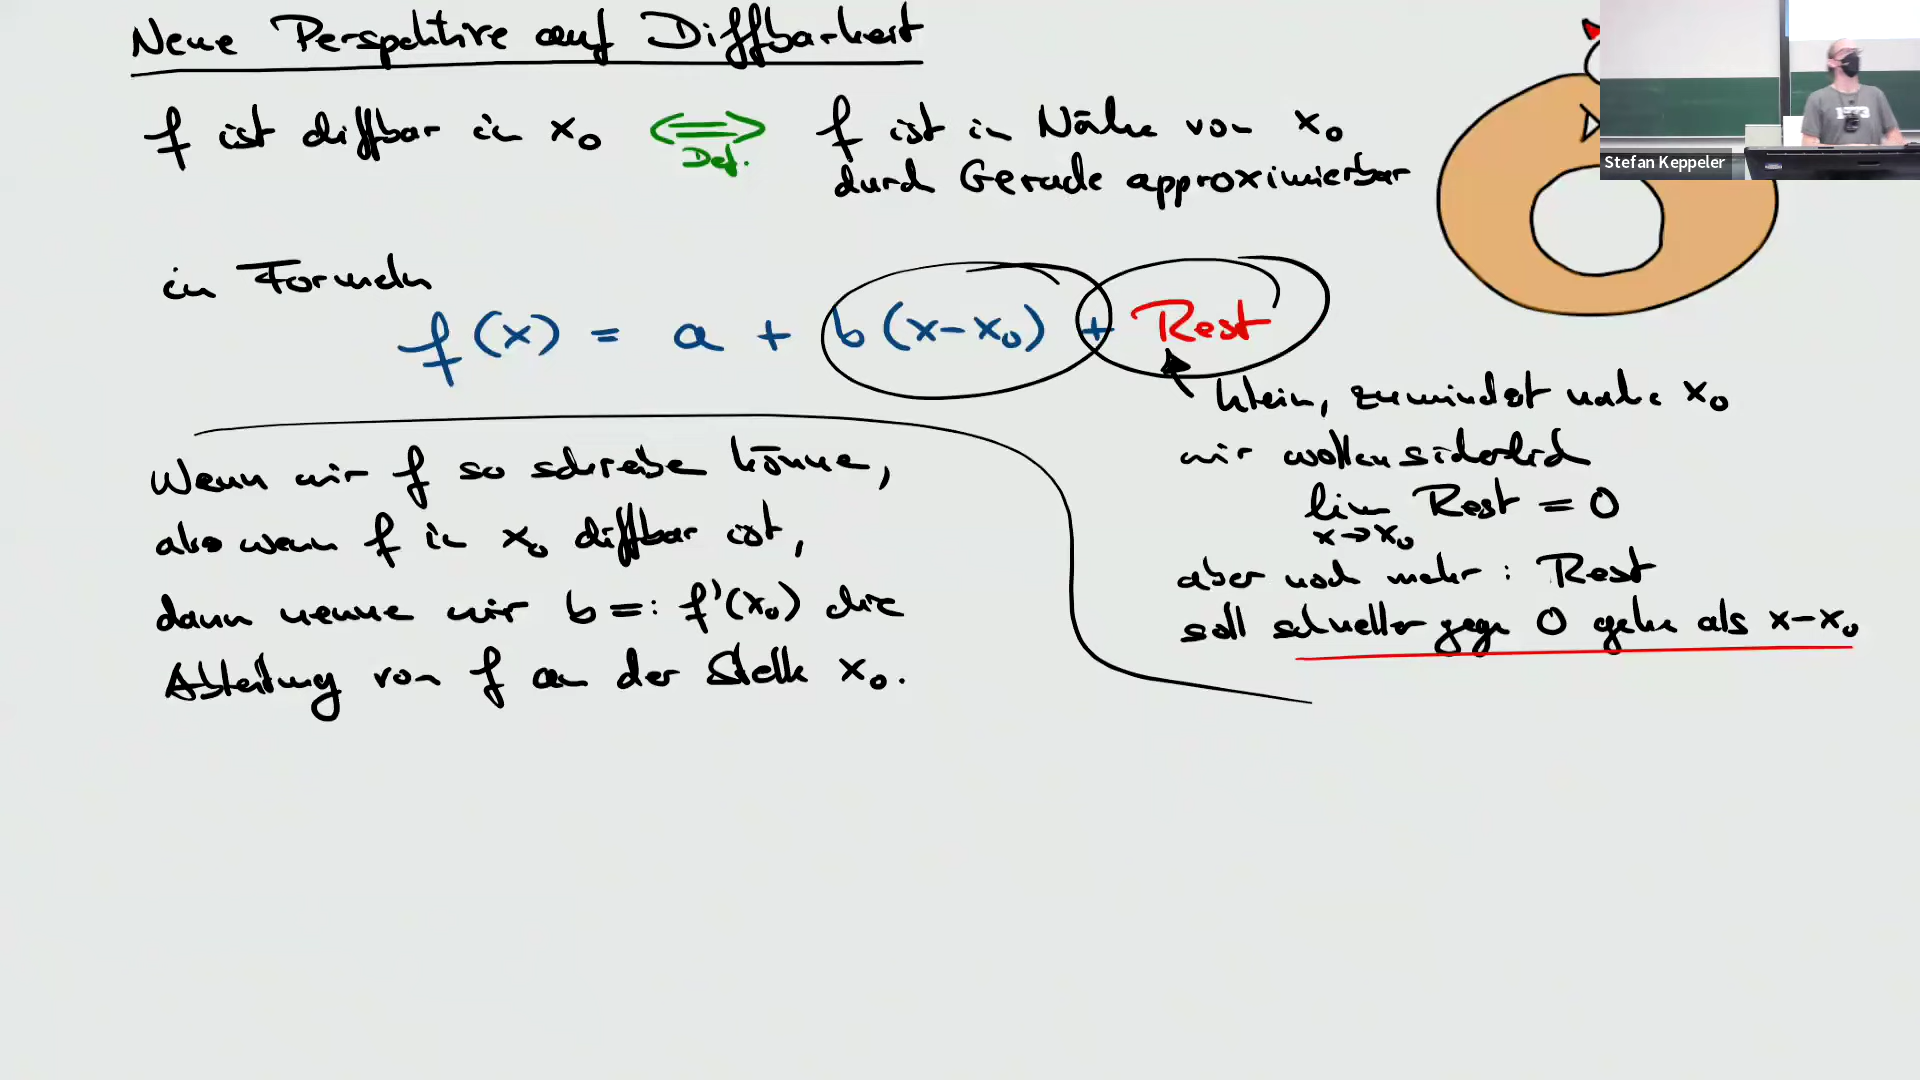 Neue Perspektive auf Diffbarkeit
f ist diffbar in x₀ ⟺ f ist in Nähe von x₀
Def. durch Gerade approximierbar
Stefan Keppeler
in Formeln
f(x) = a + b(x-x₀) + Rest
klein, zumindest nahe x₀
wir wollen sicherlich
lim Rest = 0
x→x₀
aber noch mehr: Rest
soll schneller gegen 0 gehen als x-x₀
Wenn wir f so schreiben können,
also wenn f in x₀ diffbar ist,
dann nennen wir b =: f'(x₀) die
Ableitung von f an der Stelle x₀.